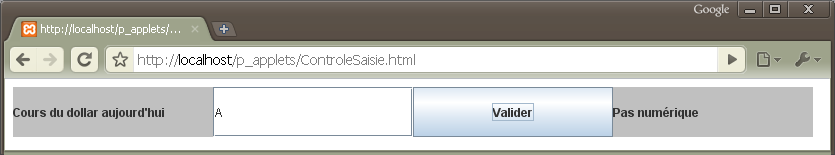 Google
http://localhost/p_applets/...
http://localhost/p_applets/ControleSaisie.html
Cours du dollar aujourd'hui A Valider Pas numérique